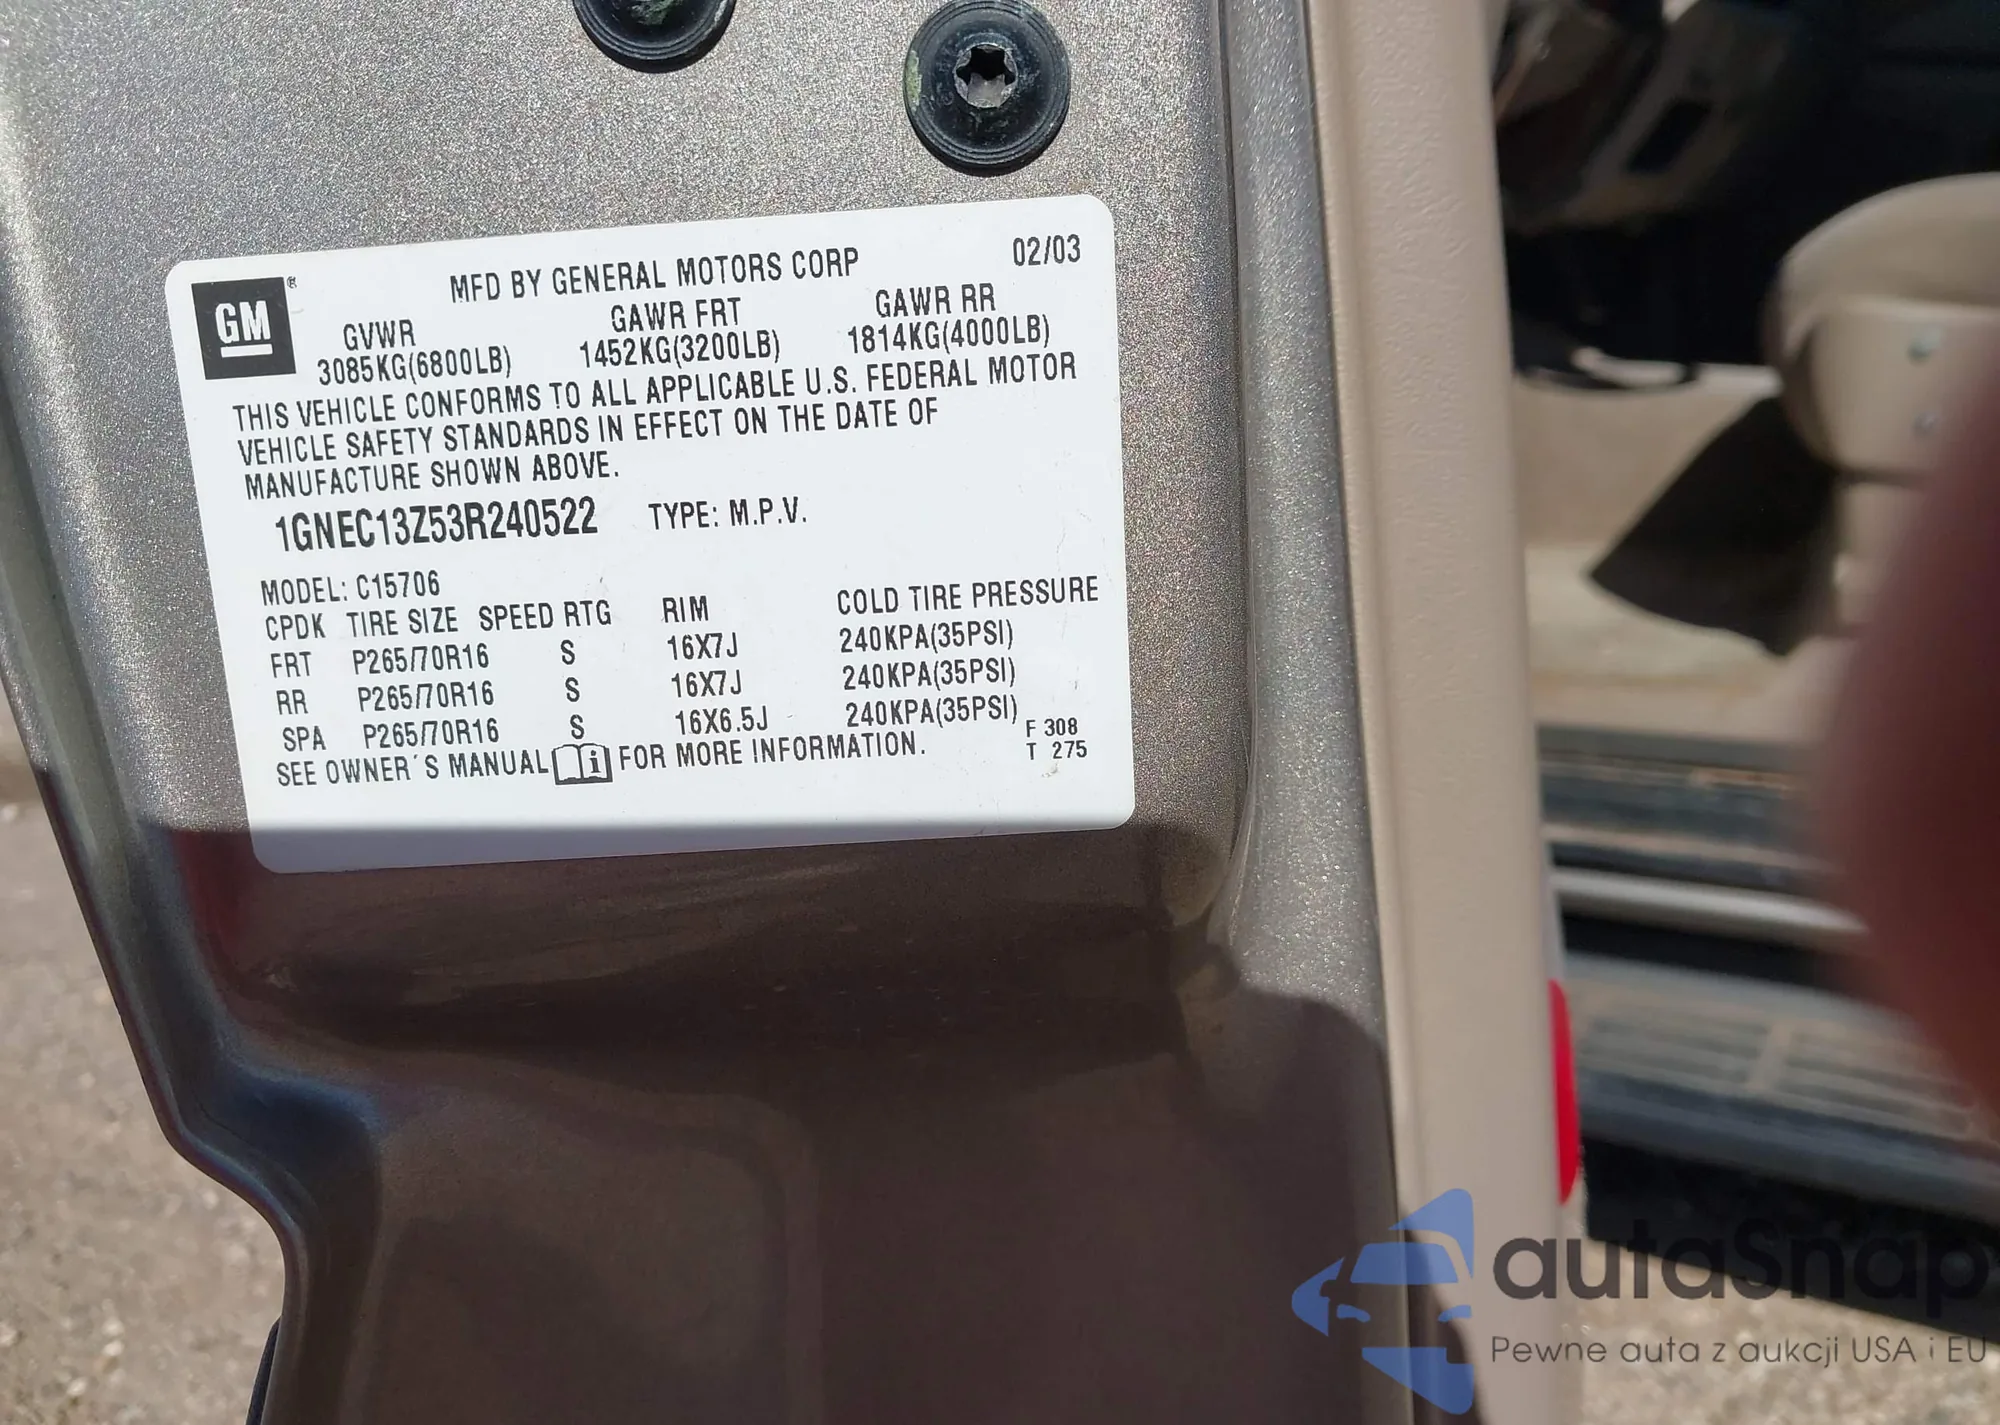 GM®
MFD BY GENERAL MOTORS CORP 02/03
GVWR GAWR FRT GAWR RR
3085KG(6800LB) 1452KG(3200LB) 1814KG(4000LB)
THIS VEHICLE CONFORMS TO ALL APPLICABLE U.S. FEDERAL MOTOR
VEHICLE SAFETY STANDARDS IN EFFECT ON THE DATE OF
MANUFACTURE SHOWN ABOVE.
1GNEC13Z53R240522 TYPE: M.P.V.
MODEL: C15706
CPDK TIRE SIZE SPEED RTG RIM COLD TIRE PRESSURE
FRT P265/70R16 S 16X7J 240KPA(35PSI)
RR P265/70R16 S 16X7J 240KPA(35PSI)
SPA P265/70R16 S 16X6.5J 240KPA(35PSI)
SEE OWNER´S MANUAL i FOR MORE INFORMATION.
F 308
T 275
autaSnap
Pewne auta z aukcji USA i EU